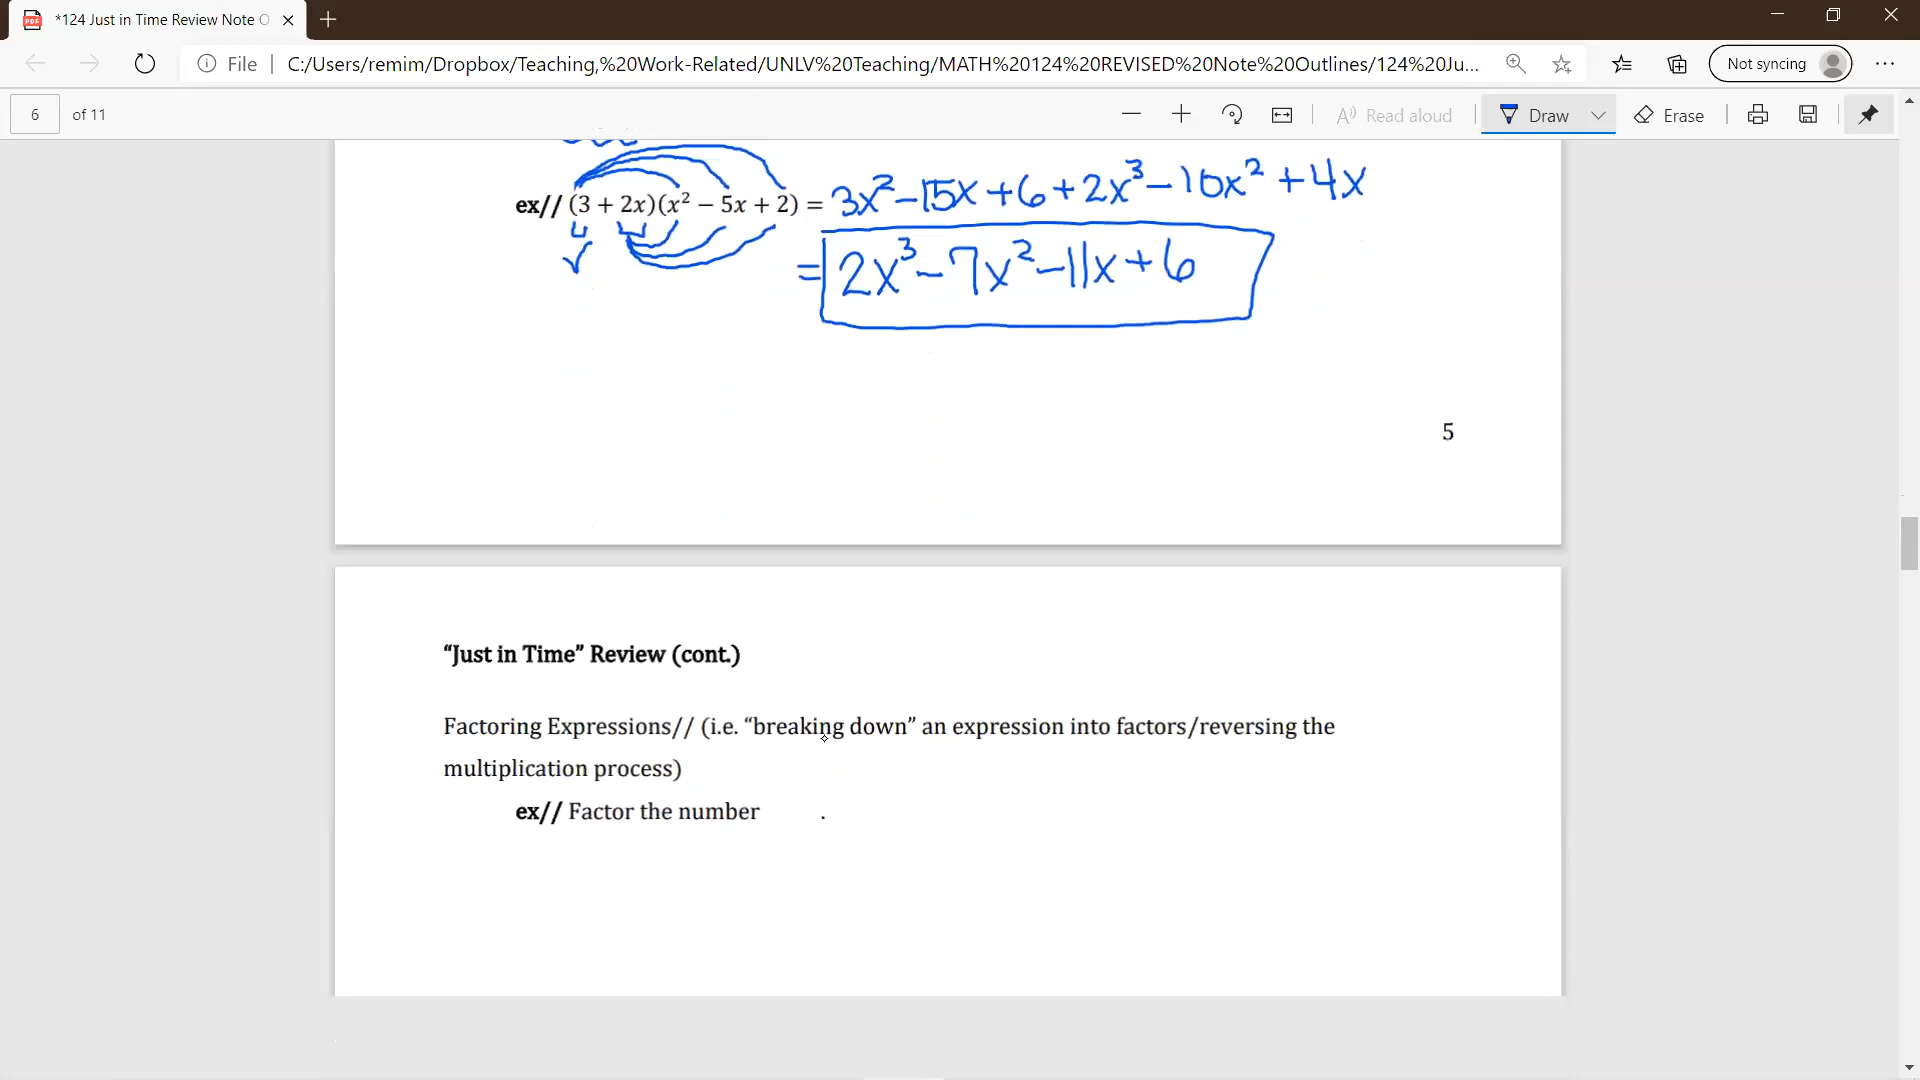 *124 Just in Time Review Note O
File
C:/Users/remim/Dropbox/Teaching,%20Work-Related/UNLV%20Teaching/MATH%20124%20REVISED%20Note%20Outlines/124%20Ju...
Not syncing
6 of 11
Read aloud
Draw
Erase
ex// (3 + 2x)(x² − 5x + 2) = 3x² − 15x + 6 + 2x³ − 10x² + 4x
= 2x³ − 7x² − 11x + 6
5
“Just in Time” Review (cont.)
Factoring Expressions// (i.e. “breaking down” an expression into factors/reversing the
multiplication process)
ex// Factor the number .